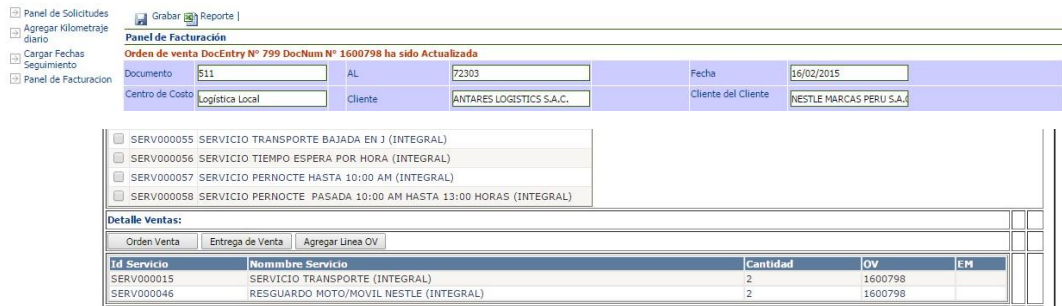 Panel de Solicitudes
Agregar Kilometraje diario
Cargar Fechas Seguimiento
Panel de Facturacion
Grabar Reporte |
Panel de Facturación
Orden de venta DocEntry Nº 799 DocNum Nº 1600798 ha sido Actualizada
Documento 511 AL 72303 Fecha 16/02/2015
Centro de Costo Logística Local Cliente ANTARES LOGISTICS S.A.C. Cliente del Cliente NESTLE MARCAS PERU S.A.
SERV000055 SERVICIO TRANSPORTE BAJADA EN J (INTEGRAL)
SERV000056 SERVICIO TIEMPO ESPERA POR HORA (INTEGRAL)
SERV000057 SERVICIO PERNOCTE HASTA 10:00 AM (INTEGRAL)
SERV000058 SERVICIO PERNOCTE PASADA 10:00 AM HASTA 13:00 HORAS (INTEGRAL)
Detalle Ventas:
Orden Venta Entrega de Venta Agregar Linea OV
Id Servicio Nommbre Servicio Cantidad OV EM
SERV000015 SERVICIO TRANSPORTE (INTEGRAL) 2 1600798
SERV000046 RESGUARDO MOTO/MOVIL NESTLE (INTEGRAL) 2 1600798